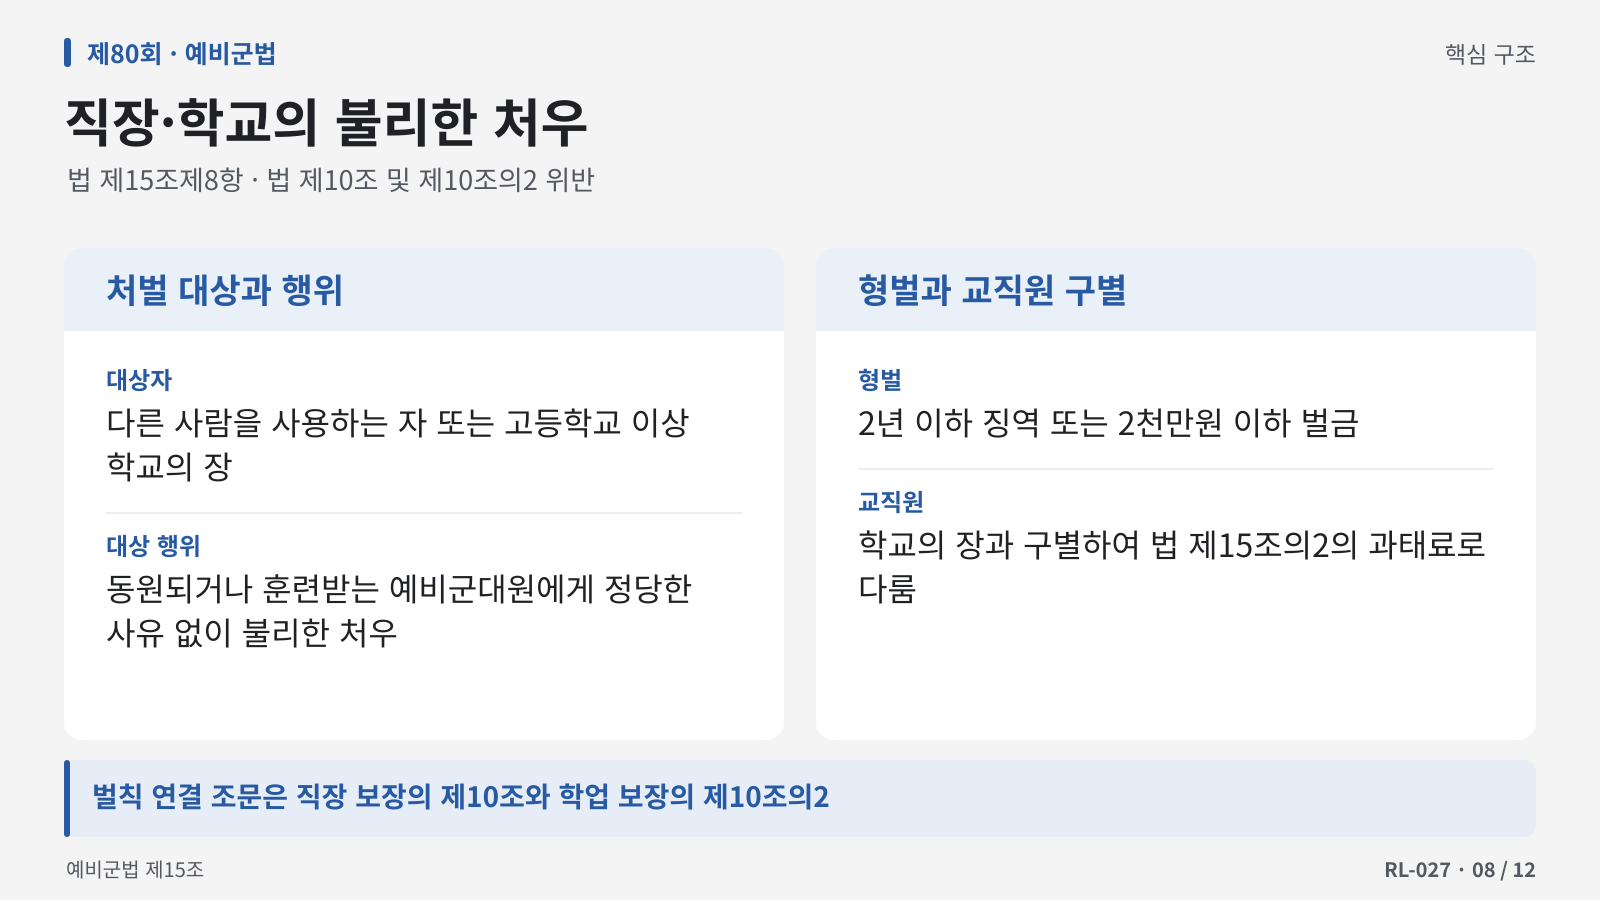 제80회 · 예비군법
핵심 구조
직장·학교의 불리한 처우
법 제15조제8항 · 법 제10조 및 제10조의2 위반
처벌 대상과 행위
대상자
다른 사람을 사용하는 자 또는 고등학교 이상
학교의 장
대상 행위
동원되거나 훈련받는 예비군대원에게 정당한
사유 없이 불리한 처우
형벌과 교직원 구별
형벌
2년 이하 징역 또는 2천만원 이하 벌금
교직원
학교의 장과 구별하여 법 제15조의2의 과태료로
다룸
벌칙 연결 조문은 직장 보장의 제10조와 학업 보장의 제10조의2
예비군법 제15조
RL-027 · 08 / 12